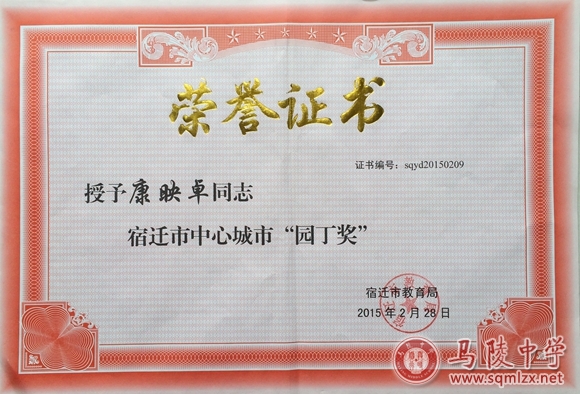 荣誉证书
证书编号：sqyd20150209
授予康映卓同志
宿迁市中心城市“园丁奖”
宿迁市教育局
2015年2月28日
马陵中学
www.sqmlzx.net